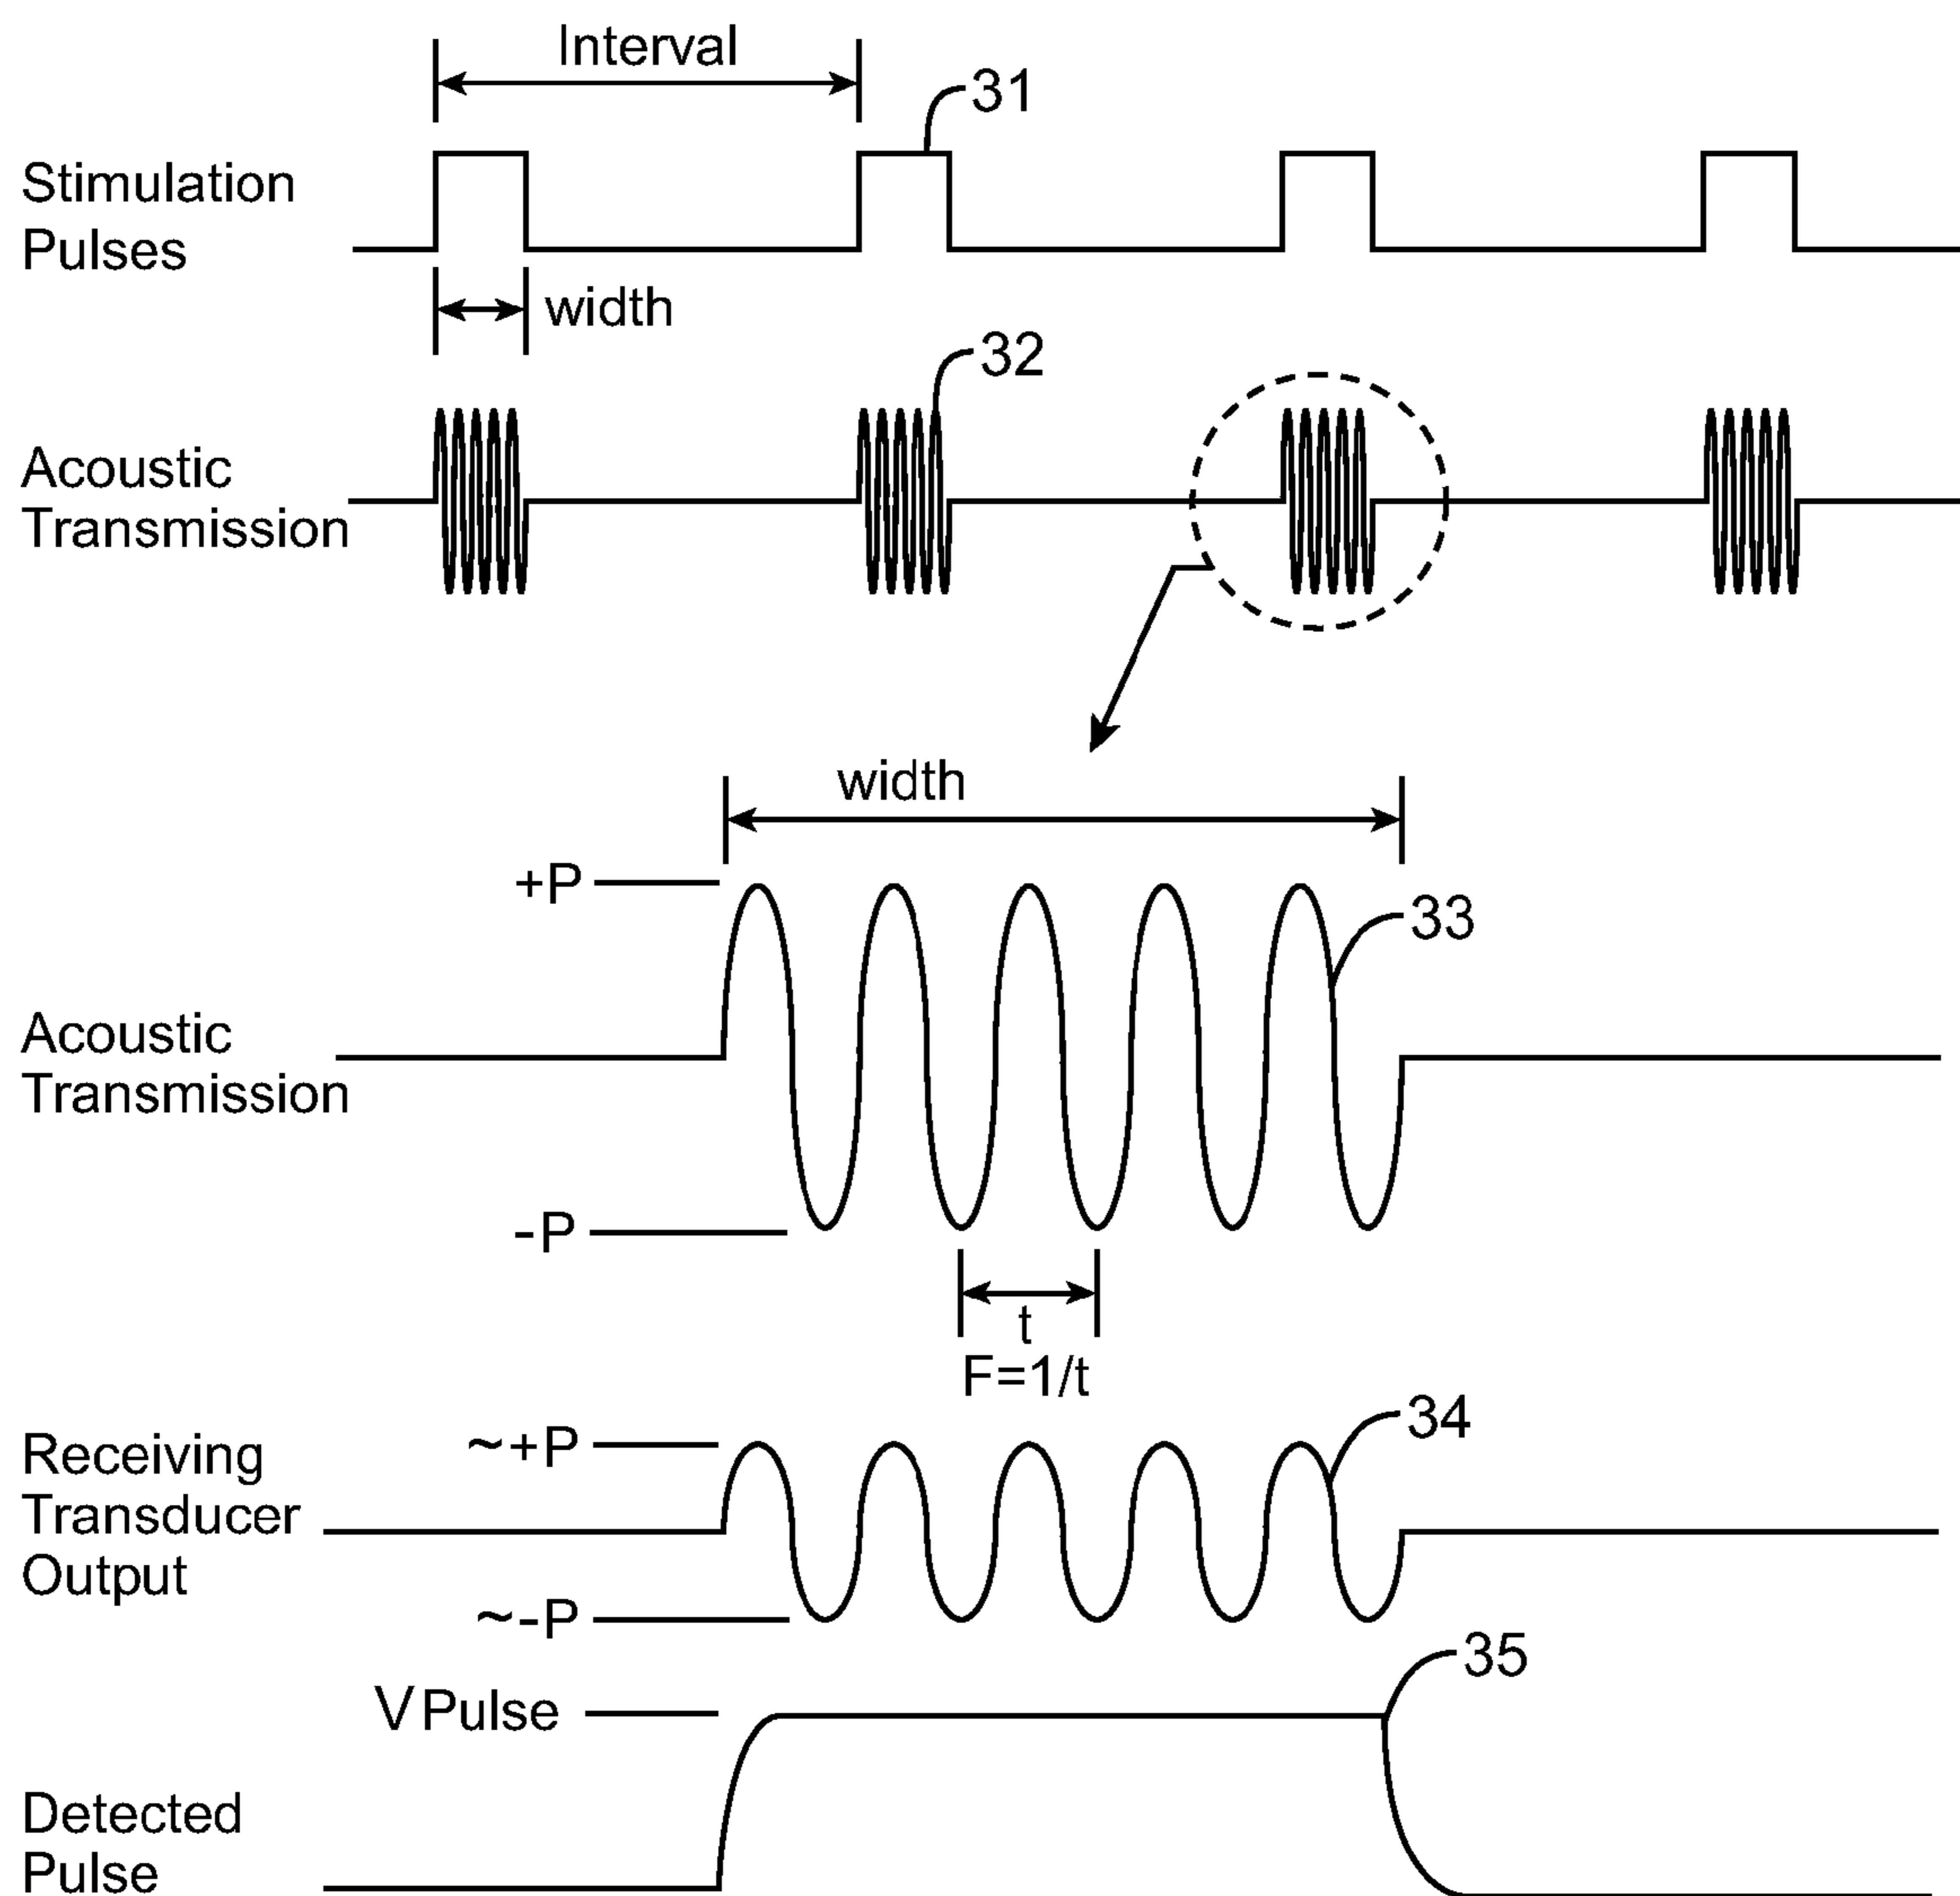 Interval
31
Stimulation
Pulses
width
32
Acoustic
Transmission
width
+P
33
Acoustic
Transmission
-P
t
F=1/t
34
~+P
Receiving
Transducer
Output
~-P
35
V Pulse
Detected
Pulse